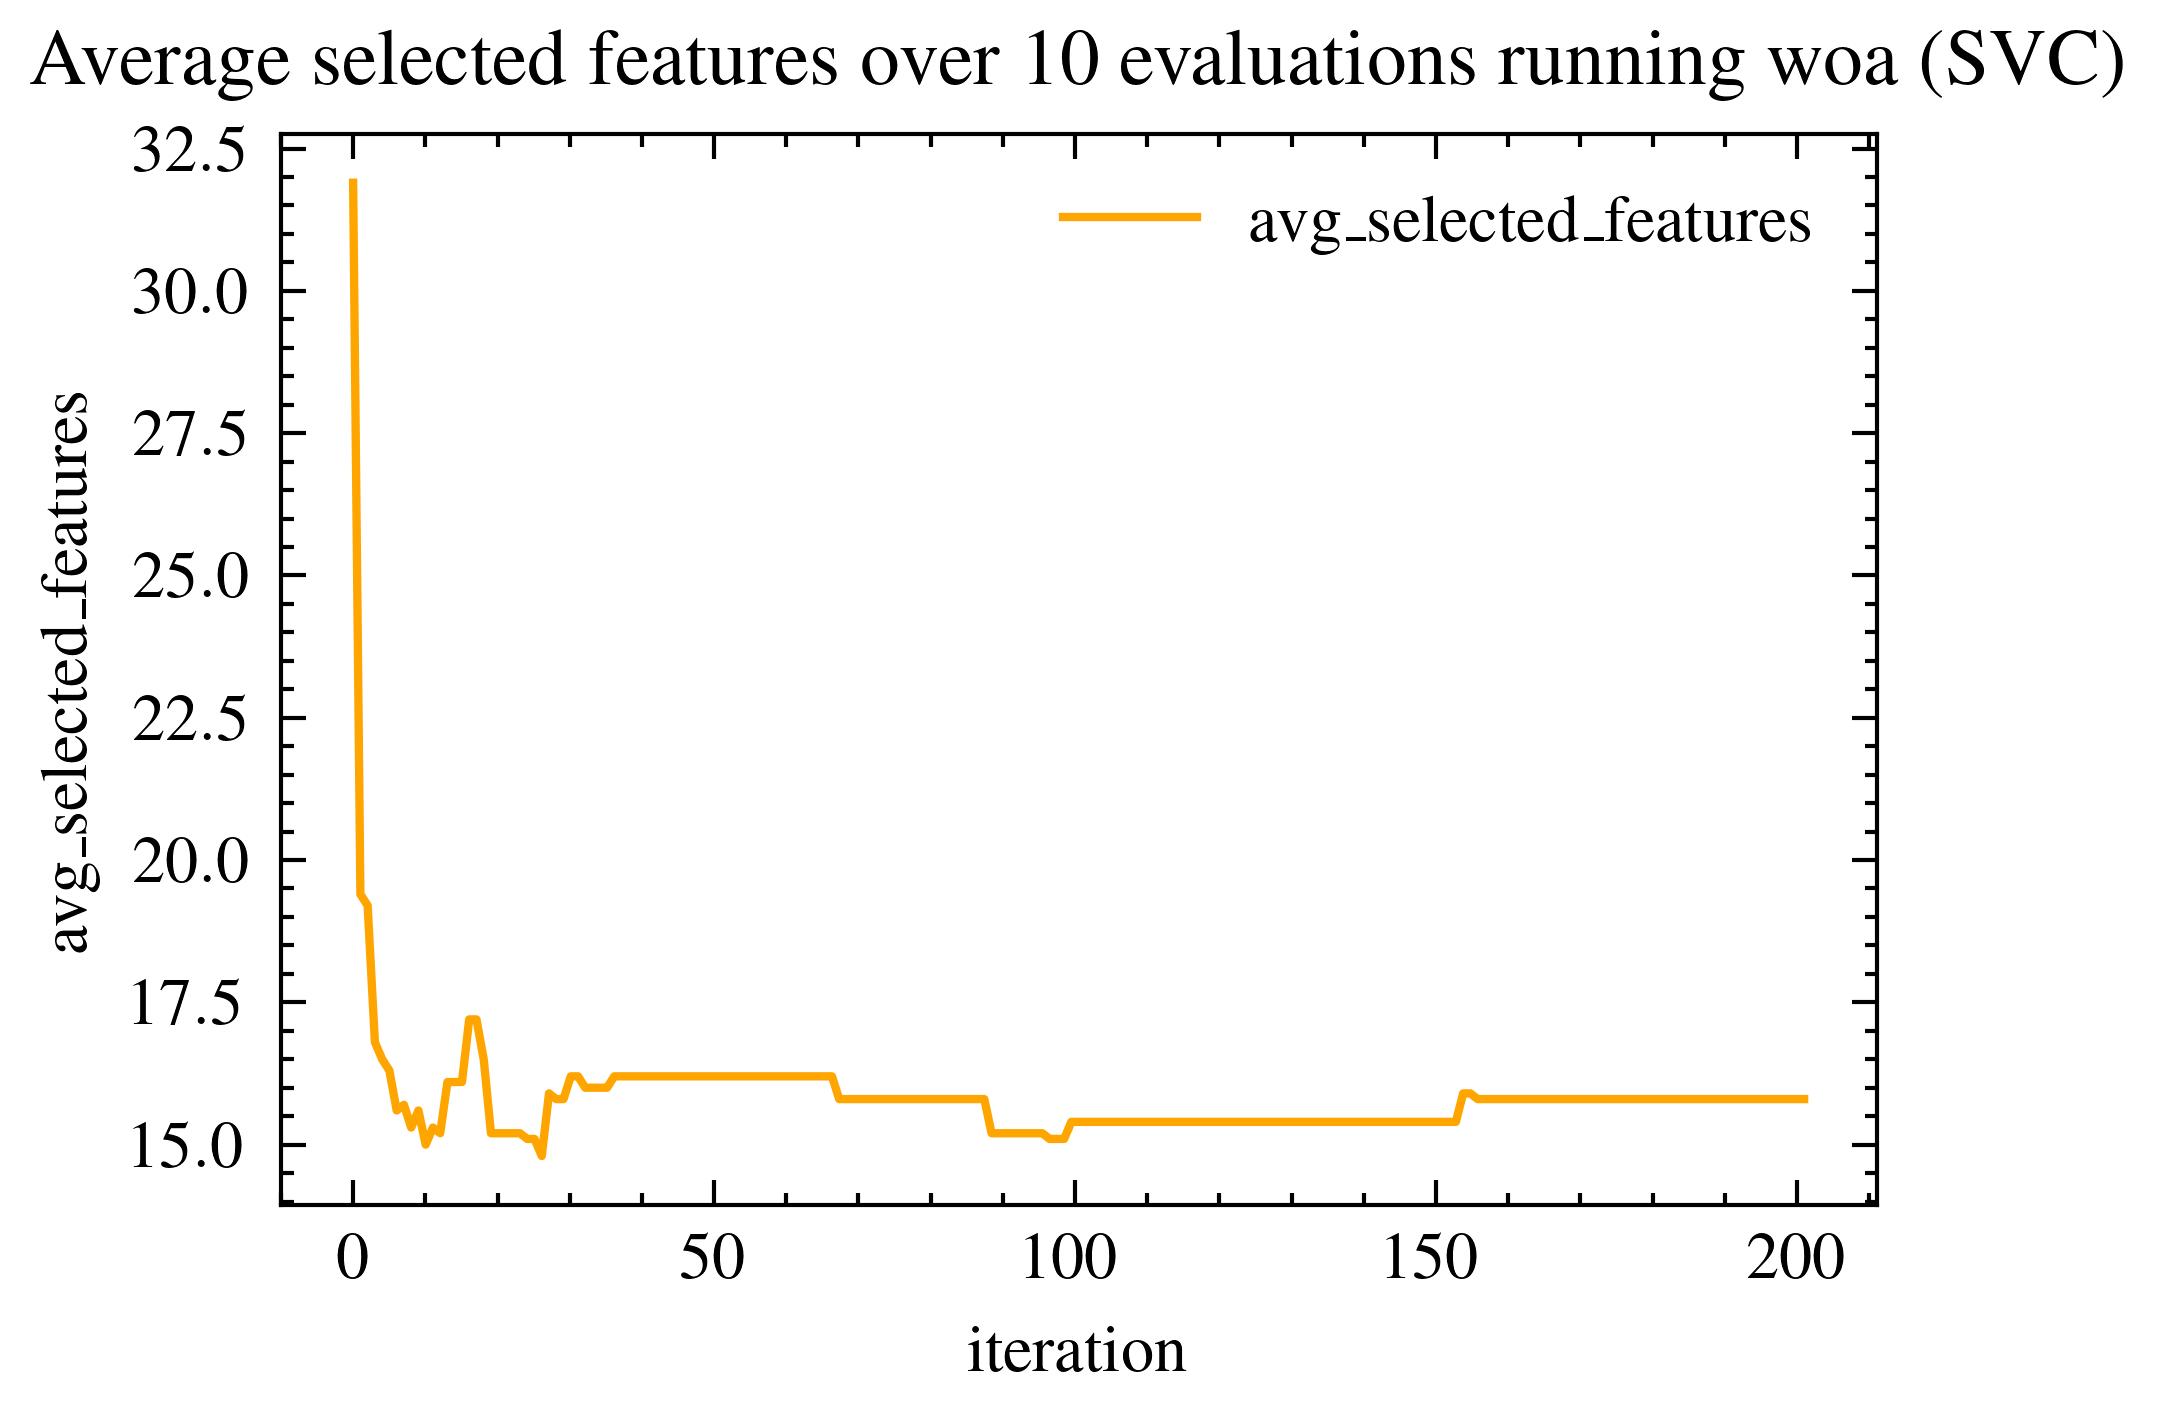 Average selected features over 10 evaluations running woa (SVC)
32.5
30.0
27.5
25.0
22.5
20.0
17.5
15.0
avg_selected_features
avg_selected_features
0 50 100 150 200
iteration